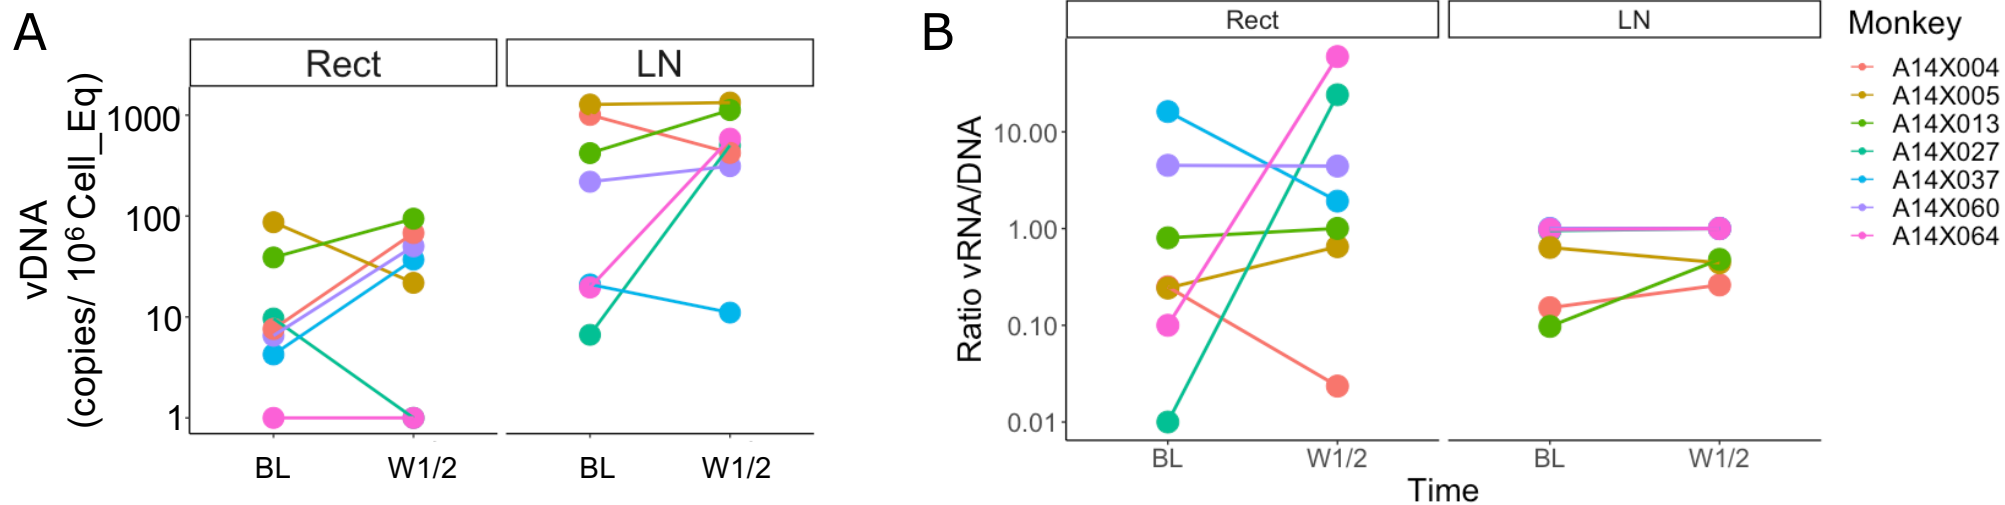 A
Rect
LN
vDNA
(copies/ 10⁶ Cell_Eq)
1000
100
10
1
BL
W1/2
BL
W1/2
B
Rect
LN
Ratio vRNA/DNA
10.00
1.00
0.10
0.01
BL
W1/2
BL
W1/2
Time
Monkey
A14X004
A14X005
A14X013
A14X027
A14X037
A14X060
A14X064